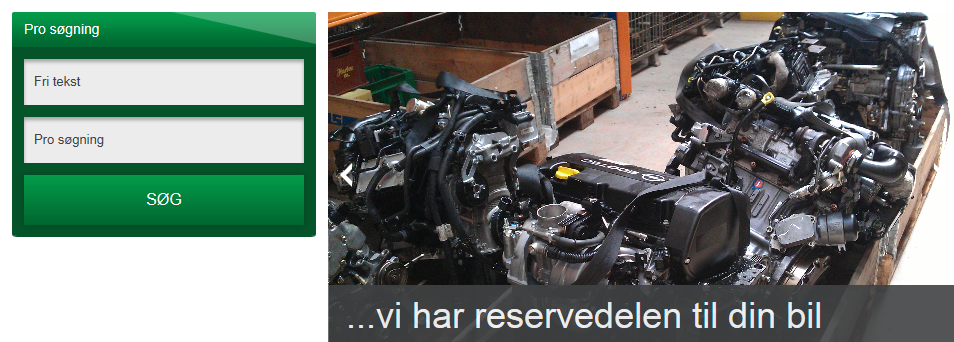 Pro søgning
Fri tekst
Pro søgning
SØG
...vi har reservedelen til din bil